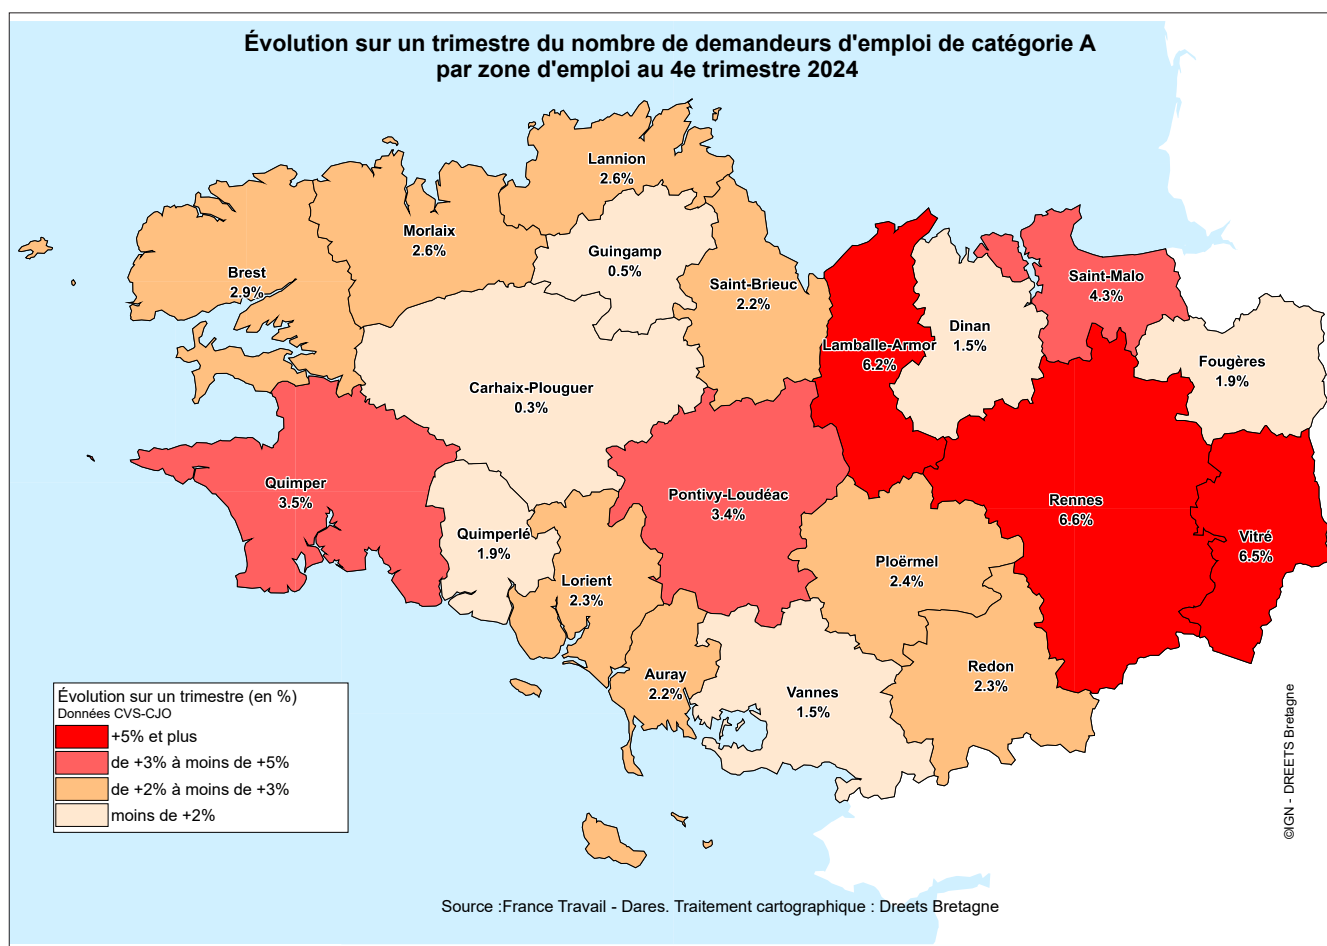 Évolution sur un trimestre du nombre de demandeurs d'emploi de catégorie A
par zone d'emploi au 4e trimestre 2024
Lannion
2.6%
Morlaix
2.6%
Guingamp
0.5%
Brest
2.9%
Saint-Brieuc
2.2%
Saint-Malo
4.3%
Dinan
1.5%
Lamballe-Armor
6.2%
Fougères
1.9%
Carhaix-Plouguer
0.3%
Quimper
3.5%
Pontivy-Loudéac
3.4%
Rennes
6.6%
Quimperlé
1.9%
Vitré
6.5%
Ploërmel
2.4%
Lorient
2.3%
Redon
2.3%
Auray
2.2%
Vannes
1.5%
Évolution sur un trimestre (en %)
Données CVS-CJO
+5% et plus
de +3% à moins de +5%
de +2% à moins de +3%
moins de +2%
©IGN - DREETS Bretagne
Source :France Travail - Dares. Traitement cartographique : Dreets Bretagne